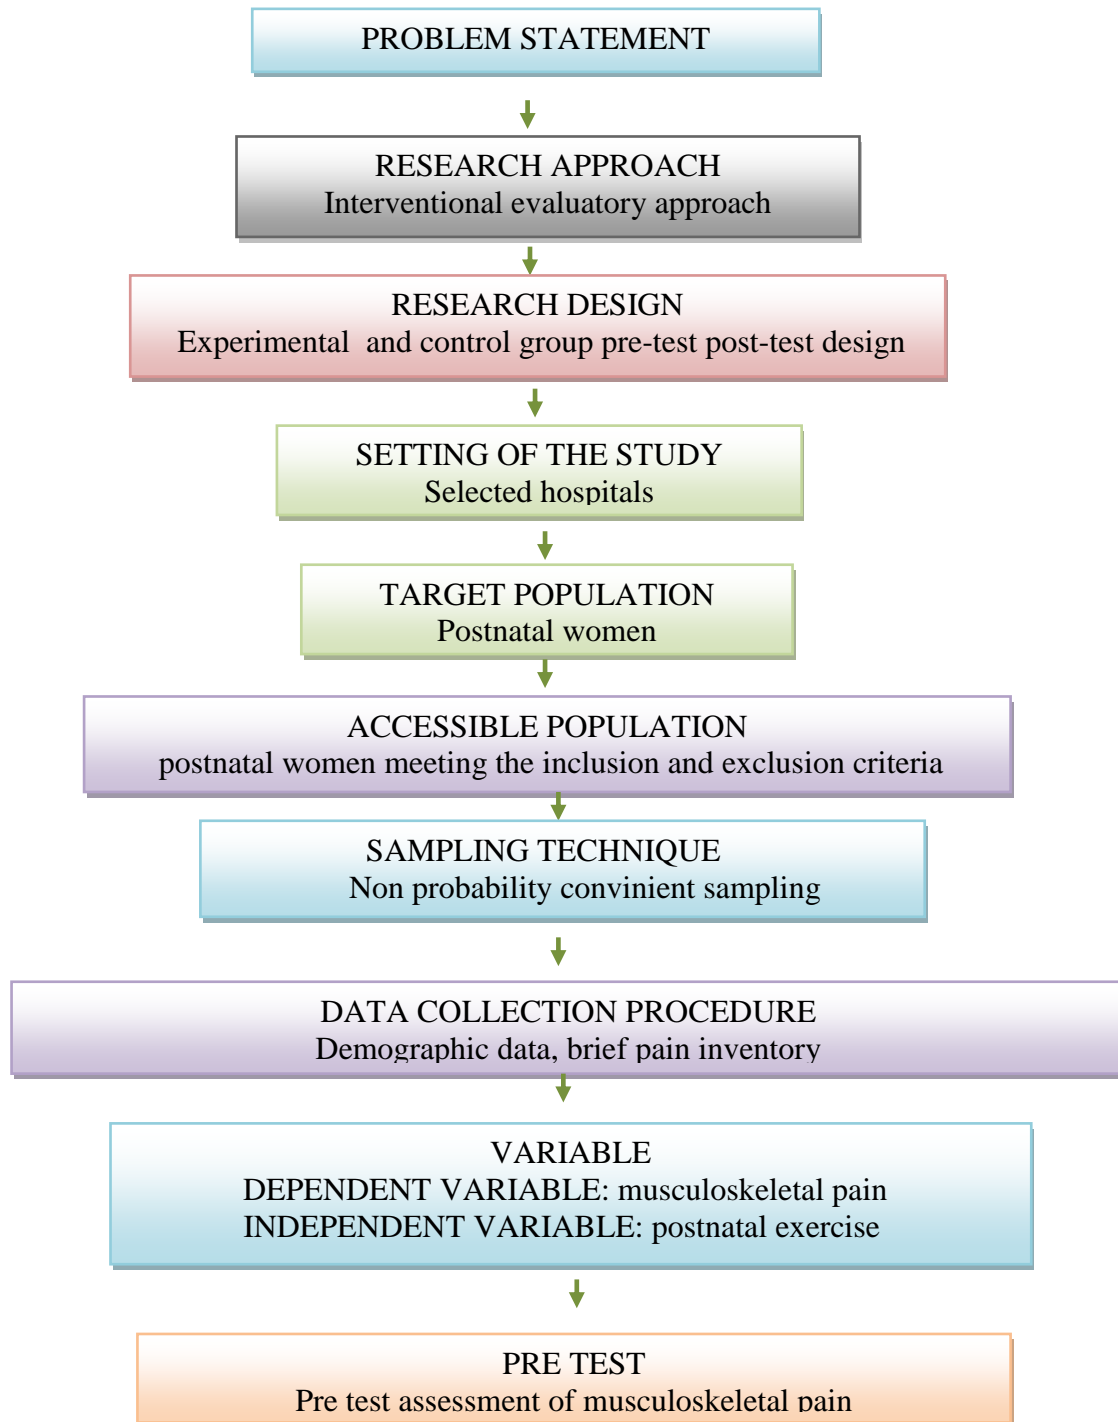 PROBLEM STATEMENT
RESEARCH APPROACH
Interventional evaluatory approach
RESEARCH DESIGN
Experimental and control group pre-test post-test design
SETTING OF THE STUDY
Selected hospitals
TARGET POPULATION
Postnatal women
ACCESSIBLE POPULATION
postnatal women meeting the inclusion and exclusion criteria
SAMPLING TECHNIQUE
Non probability convinient sampling
DATA COLLECTION PROCEDURE
Demographic data, brief pain inventory
VARIABLE
DEPENDENT VARIABLE: musculoskeletal pain
INDEPENDENT VARIABLE: postnatal exercise
PRE TEST
Pre test assessment of musculoskeletal pain